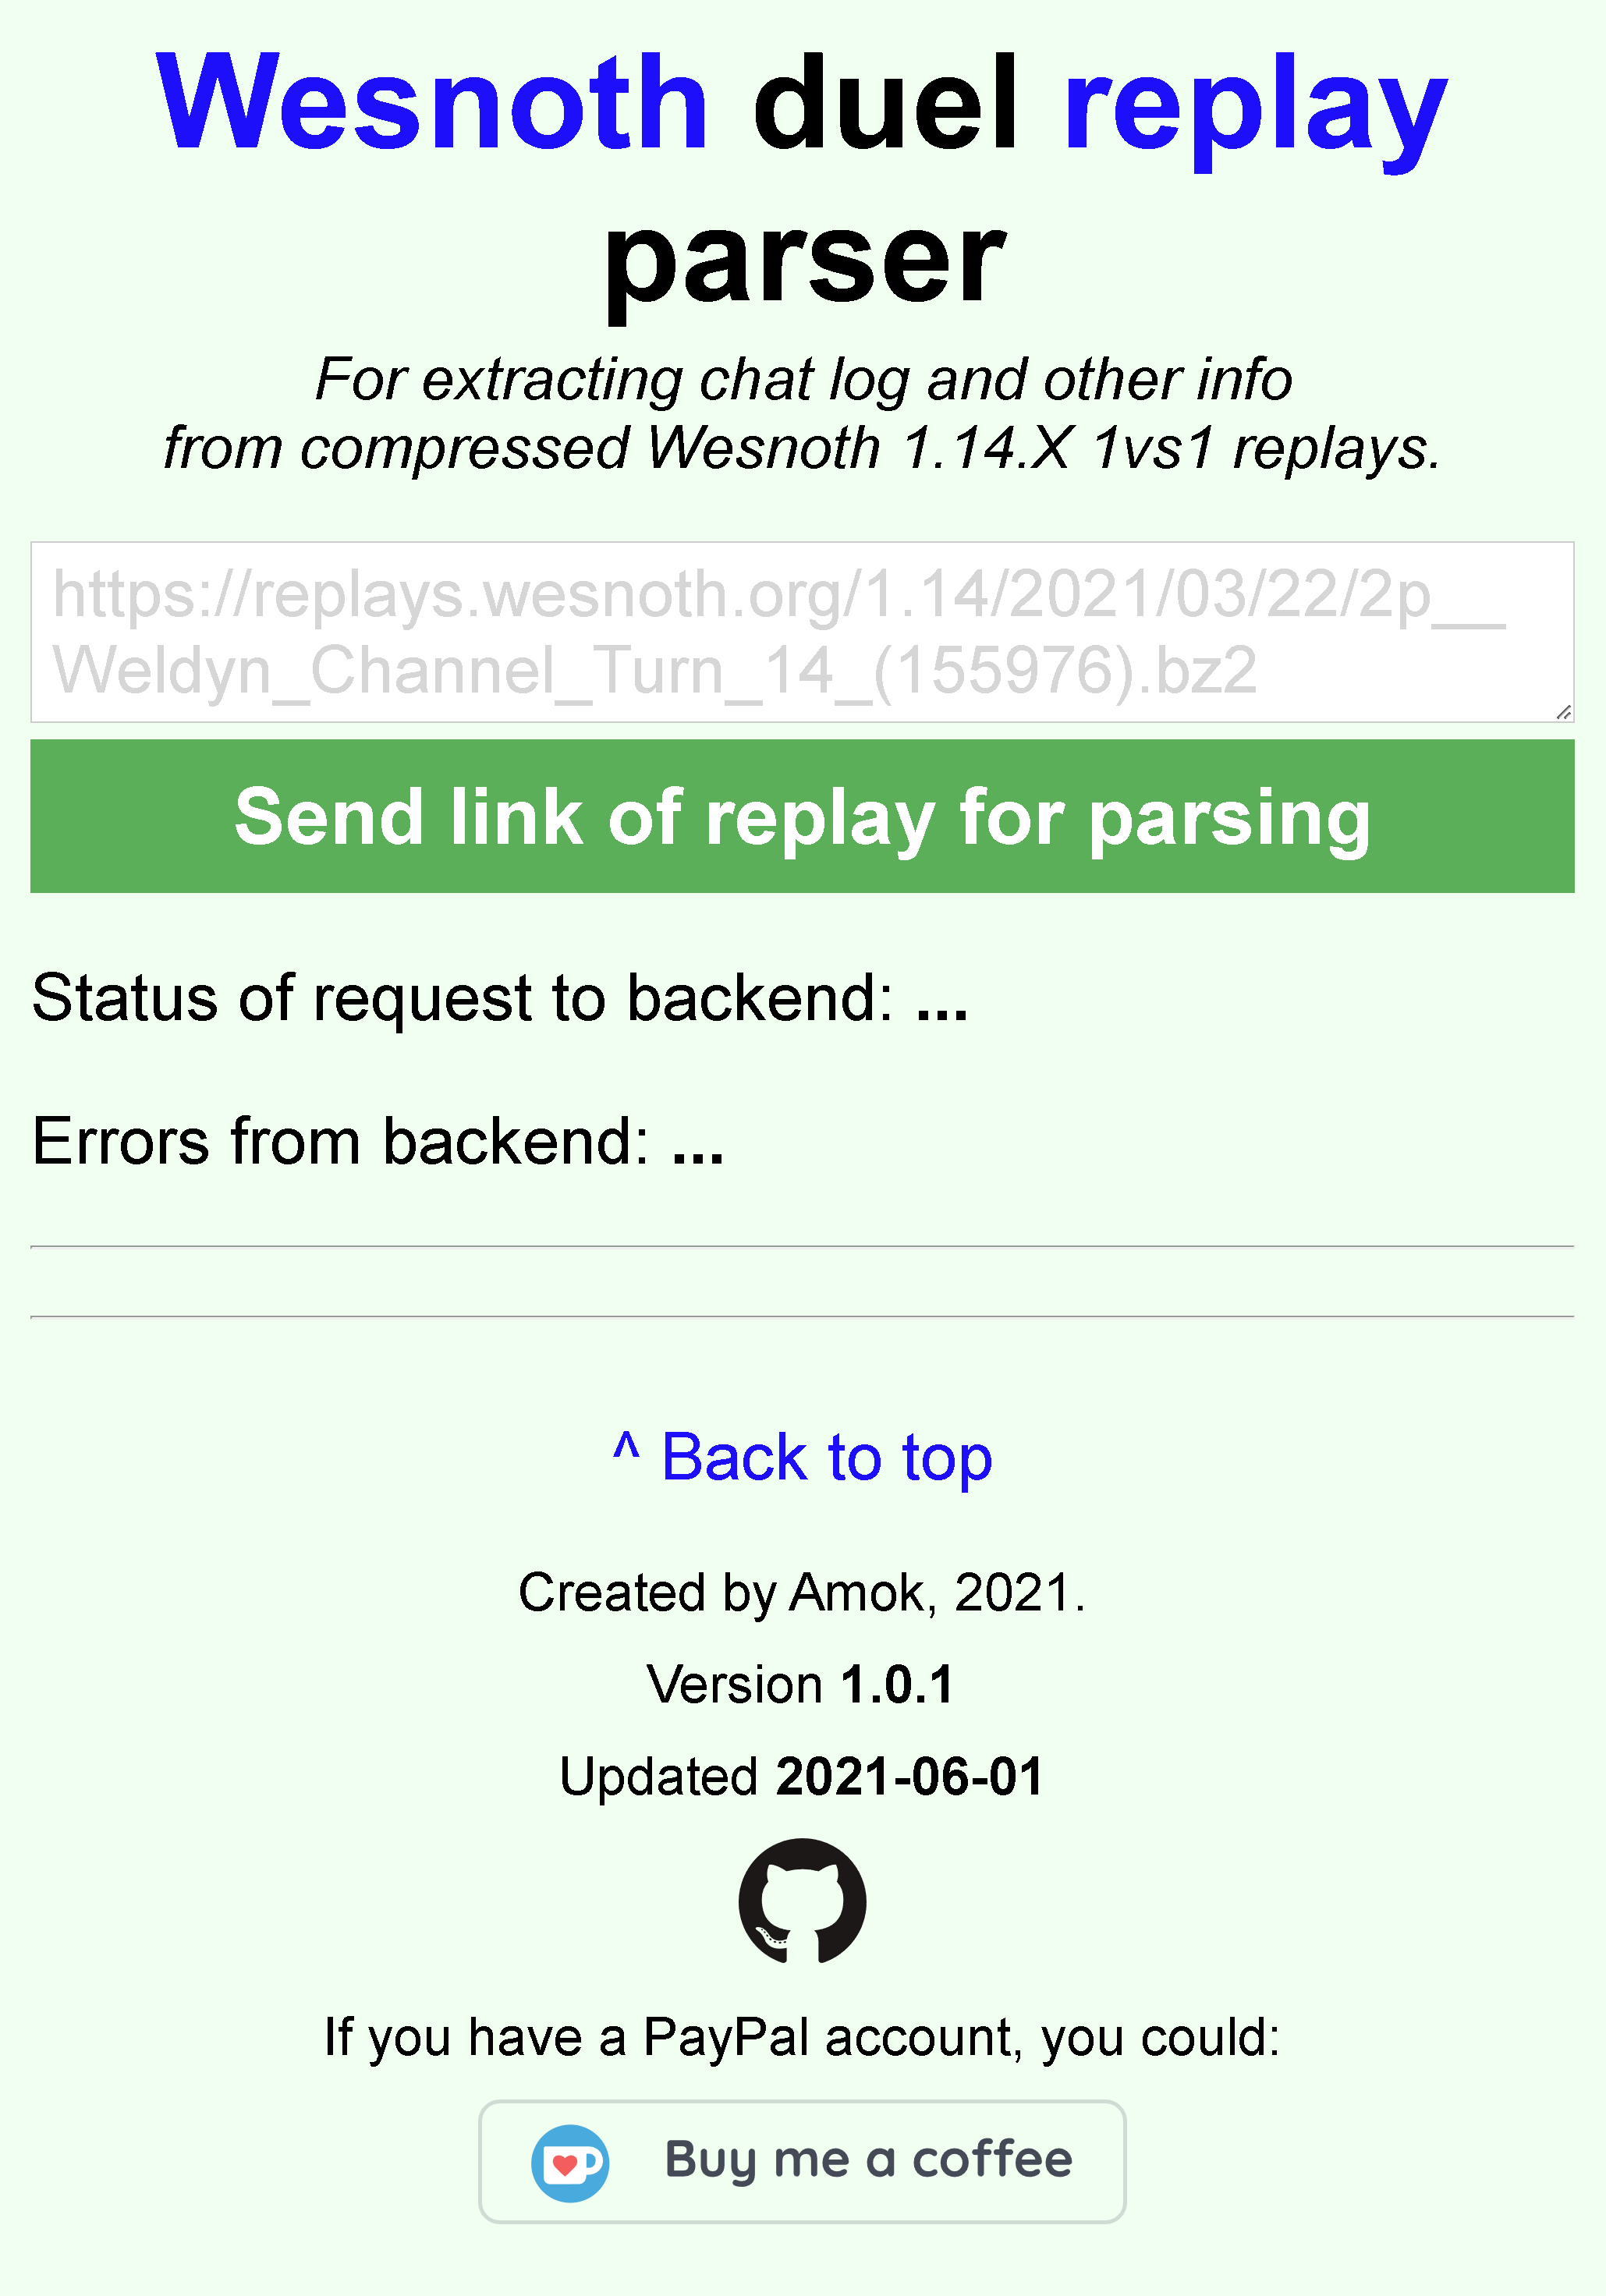 Wesnoth duel replay
parser
For extracting chat log and other info
from compressed Wesnoth 1.14.X 1vs1 replays.
https://replays.wesnoth.org/1.14/2021/03/22/2p__
Weldyn_Channel_Turn_14_(155976).bz2
Send link of replay for parsing
Status of request to backend: ...
Errors from backend: ...
^ Back to top
Created by Amok, 2021.
Version 1.0.1
Updated 2021-06-01
If you have a PayPal account, you could:
Buy me a coffee